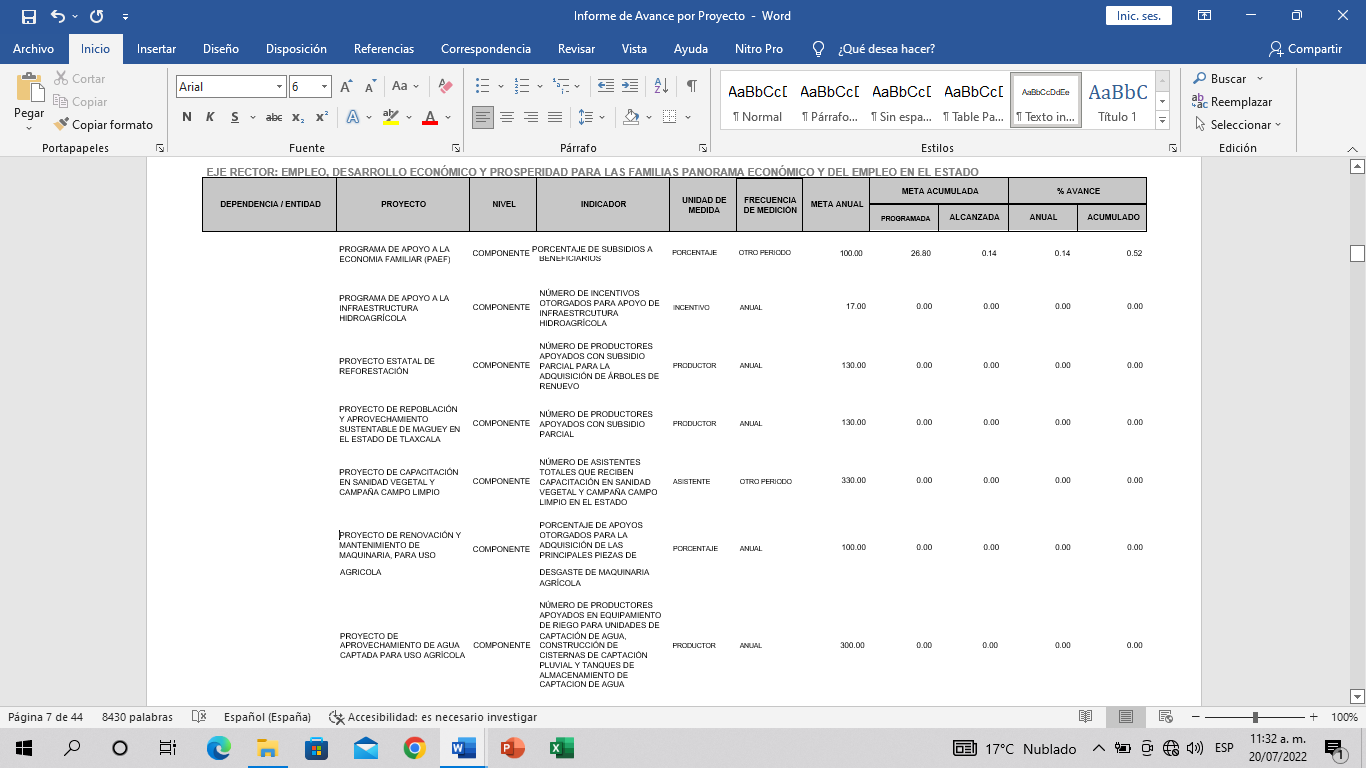 Informe de Avance por Proyecto - Word
Inic. ses.
Archivo Inicio Insertar Diseño Disposición Referencias Correspondencia Revisar Vista Ayuda Nitro Pro ¿Qué desea hacer? Compartir
Pegar
Cortar
Copiar
Copiar formato
Portapapeles
Arial 6
N K S abc x₂ x²
Fuente
Párrafo
AaBbCcD AaBbCcD AaBbCcD AaBbCcD AaBbCcDdEe AaBbC
¶ Normal ¶ Párrafo... ¶ Sin espa... ¶ Table Pa... ¶ Texto in... Título 1
Estilos
Buscar
Reemplazar
Seleccionar
Edición
EJE RECTOR: EMPLEO, DESARROLLO ECONÓMICO Y PROSPERIDAD PARA LAS FAMILIAS PANORAMA ECONÓMICO Y DEL EMPLEO EN EL ESTADO
DEPENDENCIA / ENTIDAD
PROYECTO
NIVEL
INDICADOR
UNIDAD DE
MEDIDA
FRECUENCIA
DE MEDICIÓN
META ANUAL
META ACUMULADA
PROGRAMADA ALCANZADA
% AVANCE
ANUAL ACUMULADO
PROGRAMA DE APOYO A LA
ECONOMIA FAMILIAR (PAEF)
COMPONENTE
PORCENTAJE DE SUBSIDIOS A
BENEFICIARIOS
PORCENTAJE OTRO PERIODO 100.00 26.80 0.14 0.14 0.52
PROGRAMA DE APOYO A LA
INFRAESTRUCTURA
HIDROAGRÍCOLA
COMPONENTE
NÚMERO DE INCENTIVOS
OTORGADOS PARA APOYO DE
INFRAESTRCUTURA
HIDROAGRÍCOLA
INCENTIVO ANUAL 17.00 0.00 0.00 0.00 0.00
PROYECTO ESTATAL DE
REFORESTACIÓN
COMPONENTE
NÚMERO DE PRODUCTORES
APOYADOS CON SUBSIDIO
PARCIAL PARA LA
ADQUISICIÓN DE ÁRBOLES DE
RENUEVO
PRODUCTOR ANUAL 130.00 0.00 0.00 0.00 0.00
PROYECTO DE REPOBLACIÓN
Y APROVECHAMIENTO
SUSTENTABLE DE MAGUEY EN
EL ESTADO DE TLAXCALA
COMPONENTE
NÚMERO DE PRODUCTORES
APOYADOS CON SUBSIDIO
PARCIAL
PRODUCTOR ANUAL 130.00 0.00 0.00 0.00 0.00
PROYECTO DE CAPACITACIÓN
EN SANIDAD VEGETAL Y
CAMPAÑA CAMPO LIMPIO
COMPONENTE
NÚMERO DE ASISTENTES
TOTALES QUE RECIBEN
CAPACITACIÓN EN SANIDAD
VEGETAL Y CAMPAÑA CAMPO
LIMPIO EN EL ESTADO
ASISTENTE OTRO PERIODO 330.00 0.00 0.00 0.00 0.00
PROYECTO DE RENOVACIÓN Y
MANTENIMIENTO DE
MAQUINARIA, PARA USO
AGRICOLA
COMPONENTE
PORCENTAJE DE APOYOS
OTORGADOS PARA LA
ADQUISICIÓN DE LAS
PRINCIPALES PIEZAS DE
DESGASTE DE MAQUINARIA
AGRÍCOLA
PORCENTAJE ANUAL 100.00 0.00 0.00 0.00 0.00
PROYECTO DE
APROVECHAMIENTO DE AGUA
CAPTADA PARA USO AGRÍCOLA
COMPONENTE
NÚMERO DE PRODUCTORES
APOYADOS EN EQUIPAMIENTO
DE RIEGO PARA UNIDADES DE
CAPTACIÓN DE AGUA,
CONSTRUCCIÓN DE
CISTERNAS DE CAPTACIÓN
PLUVIAL Y TANQUES DE
ALMACENAMIENTO DE
CAPTACION DE AGUA
PRODUCTOR ANUAL 300.00 0.00 0.00 0.00 0.00
Página 7 de 44 8430 palabras Español (España) Accesibilidad: es necesario investigar 100%
17°C Nublado ESP 11:32 a. m.
20/07/2022 1